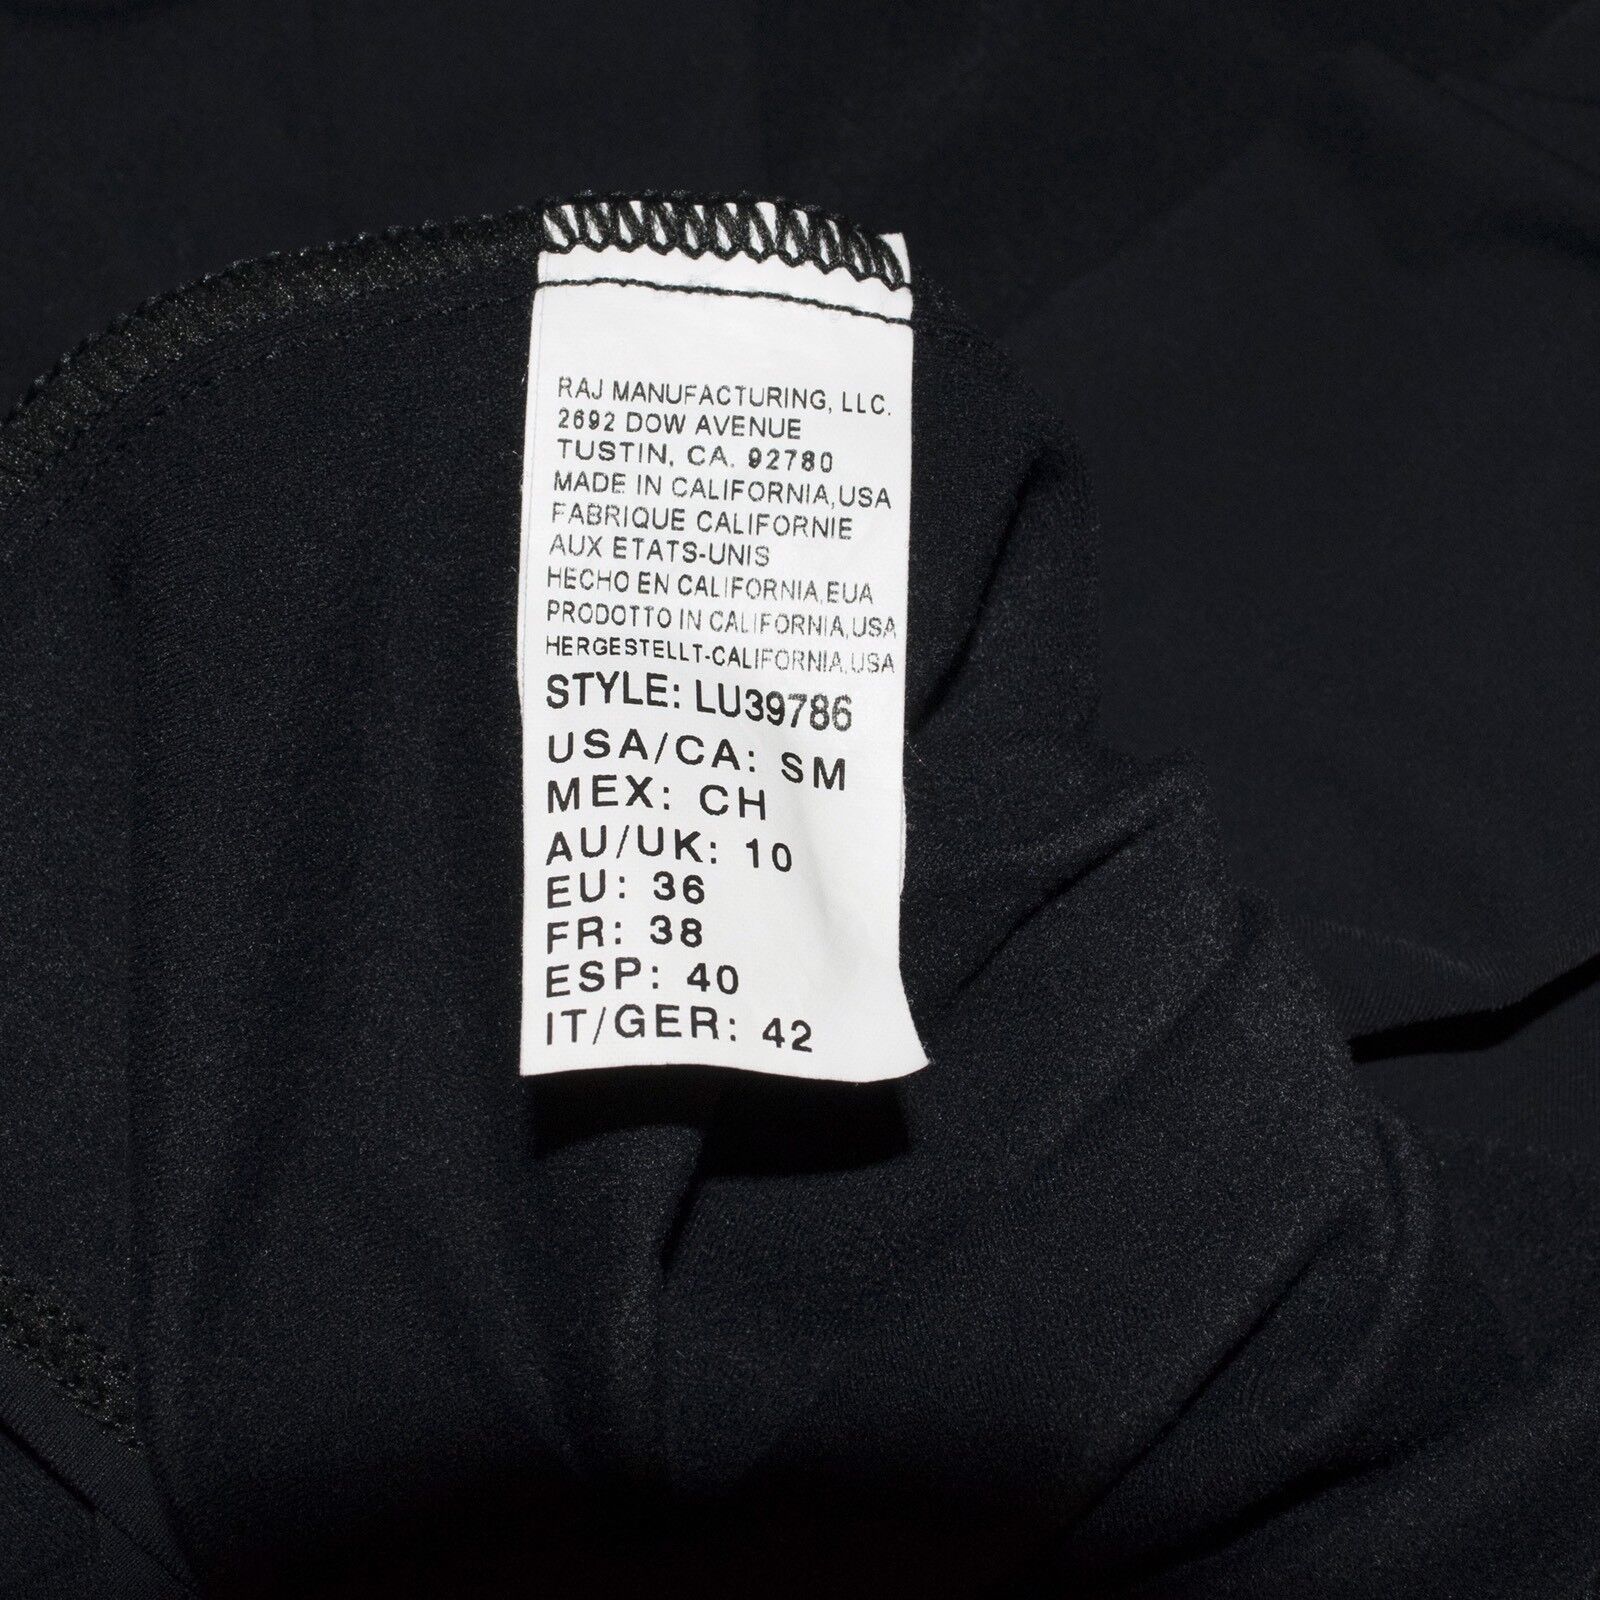 RAJ MANUFACTURING, LLC.
2692 DOW AVENUE
TUSTIN, CA. 92780
MADE IN CALIFORNIA,USA
FABRIQUE CALIFORNIE
AUX ETATS-UNIS
HECHO EN CALIFORNIA,EUA
PRODOTTO IN CALIFORNIA,USA
HERGESTELLT-CALIFORNIA,USA
STYLE: LU39786
USA/CA: SM
MEX: CH
AU/UK: 10
EU: 36
FR: 38
ESP: 40
IT/GER: 42